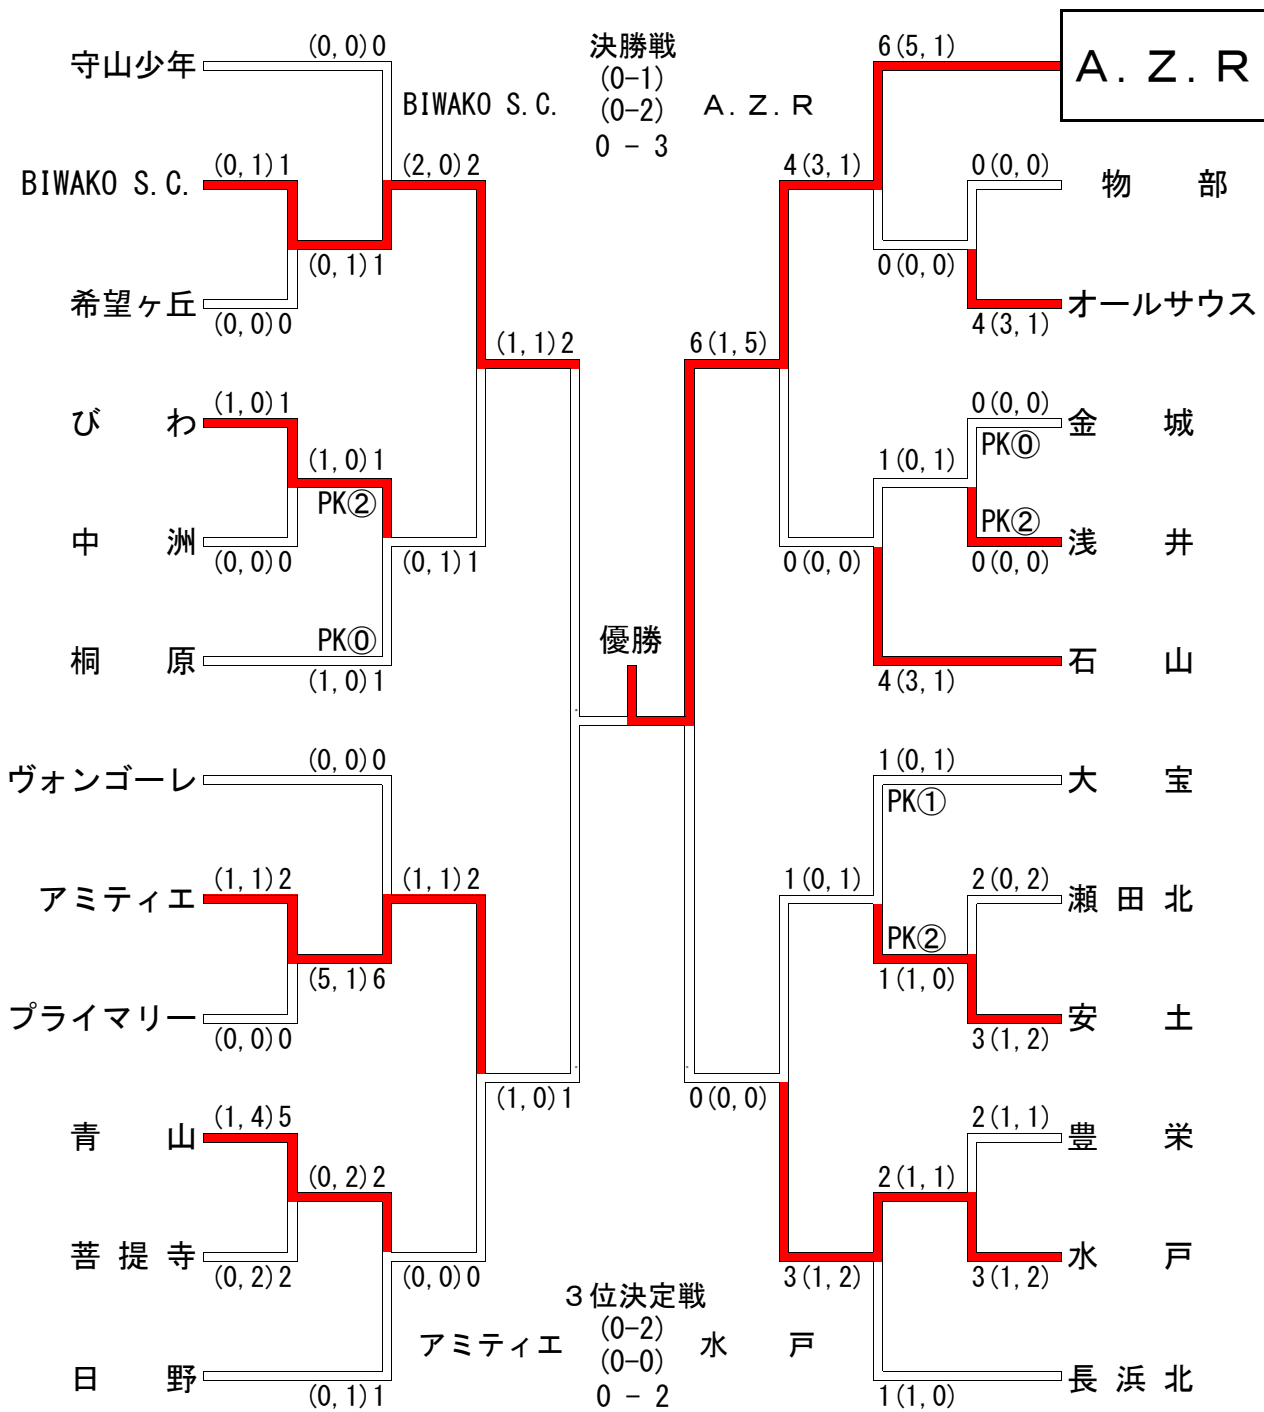 守山少年
(0,0)0
BIWAKO S.C.
(0,1)1
(2,0)2
(0,1)1
希望ヶ丘
(0,0)0
(1,1)2
び わ
(1,0)1
(1,0)1
PK②
中 洲
(0,0)0
(0,1)1
桐 原
PK⓪
(1,0)1
ヴォンゴーレ
(0,0)0
アミティエ
(1,1)2
(1,1)2
(5,1)6
プライマリー
(0,0)0
(1,0)1
青 山
(1,4)5
(0,2)2
菩提寺
(0,2)2
(0,0)0
日 野
(0,1)1
決勝戦
BIWAKO S.C.
(0-1)
(0-2)
0 - 3
A.Z.R
優勝
3位決定戦
アミティエ
(0-2)
(0-0)
0 - 2
水 戸
6(5,1)
A.Z.R
4(3,1)
0(0,0)
物 部
0(0,0)
オールサウス
4(3,1)
6(1,5)
0(0,0)
金 城
PK⓪
1(0,1)
PK②
浅 井
0(0,0)
0(0,0)
石 山
4(3,1)
1(0,1)
大 宝
PK①
1(0,1)
2(0,2)
瀬田北
PK②
1(1,0)
安 土
3(1,2)
0(0,0)
2(1,1)
豊 栄
2(1,1)
水 戸
3(1,2)
3(1,2)
長浜北
1(1,0)